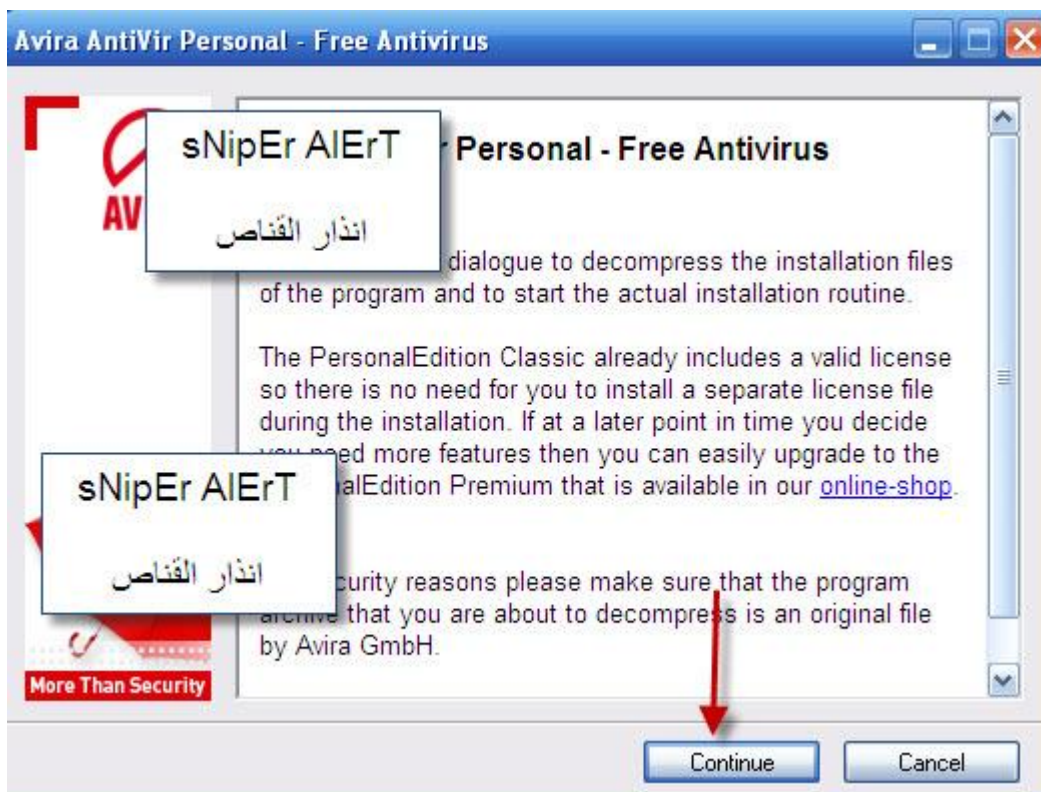 Avira AntiVir Personal - Free Antivirus
sNipEr AlErT
انذار القناص
Personal - Free Antivirus
AV
dialogue to decompress the installation files
of the program and to start the actual installation routine.
The PersonalEdition Classic already includes a valid license
so there is no need for you to install a separate license file
during the installation. If at a later point in time you decide
need more features then you can easily upgrade to the
sNipEr AlErT
انذار القناص
Premium that is available in our online-shop.
reasons please make sure that the program
that you are about to decompress is an original file
by Avira GmbH.
More Than Security
Continue
Cancel